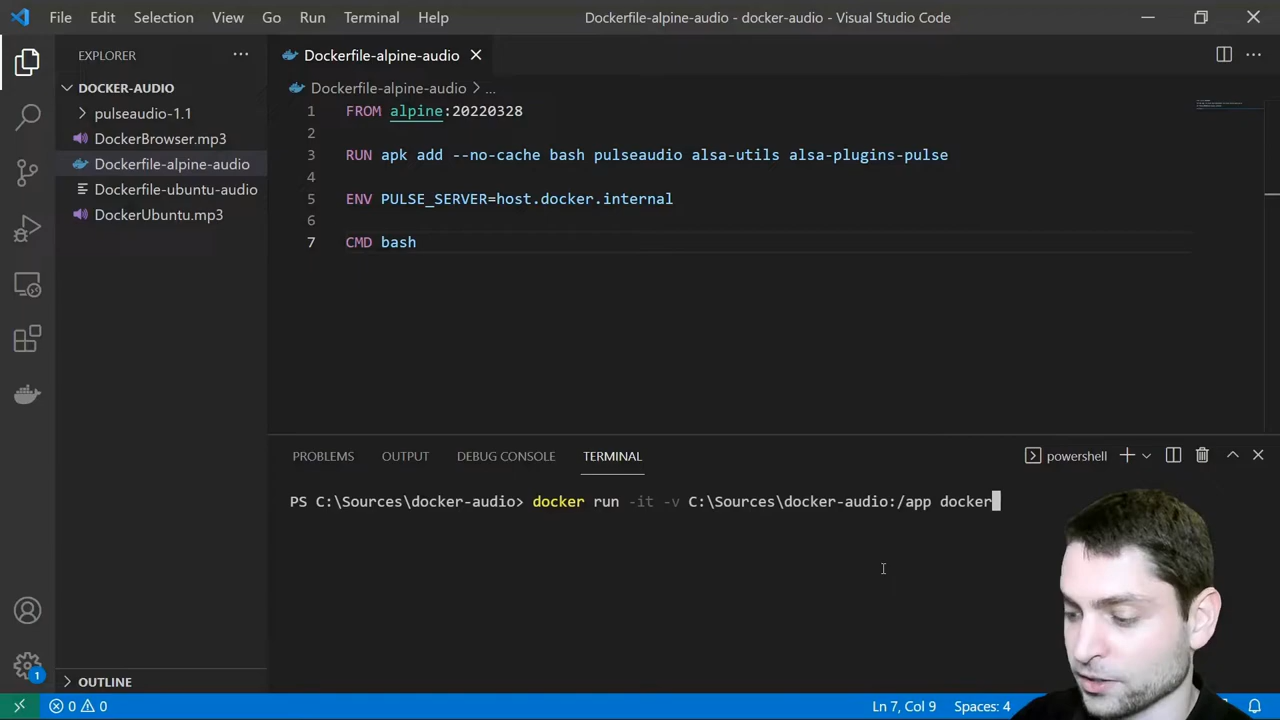 File Edit Selection View Go Run Terminal Help
Dockerfile-alpine-audio - docker-audio - Visual Studio Code
EXPLORER
DOCKER-AUDIO
pulseaudio-1.1
DockerBrowser.mp3
Dockerfile-alpine-audio
Dockerfile-ubuntu-audio
DockerUbuntu.mp3
OUTLINE
Dockerfile-alpine-audio
Dockerfile-alpine-audio > ...
1 FROM alpine:20220328
2
3 RUN apk add --no-cache bash pulseaudio alsa-utils alsa-plugins-pulse
4
5 ENV PULSE_SERVER=host.docker.internal
6
7 CMD bash
PROBLEMS OUTPUT DEBUG CONSOLE TERMINAL
powershell
PS C:\Sources\docker-audio> docker run -it -v C:\Sources\docker-audio:/app docker
1
0 0
Ln 7, Col 9 Spaces: 4